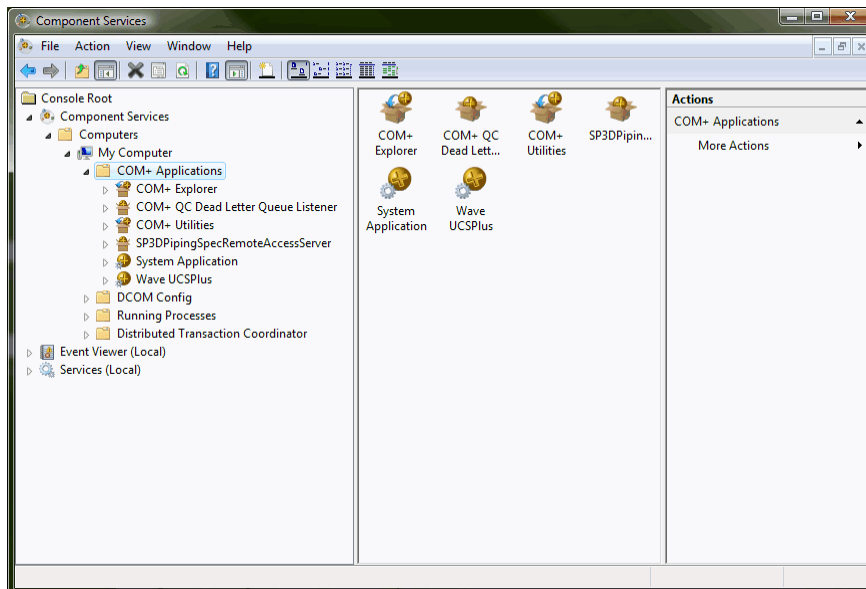 Component Services
File Action View Window Help
Console Root
Component Services
Computers
My Computer
COM+ Applications
COM+ Explorer
COM+ QC Dead Letter Queue Listener
COM+ Utilities
SP3DPipingSpecRemoteAccessServer
System Application
Wave UCSPlus
DCOM Config
Running Processes
Distributed Transaction Coordinator
Event Viewer (Local)
Services (Local)
COM+
Explorer
COM+ QC
Dead Lett...
COM+
Utilities
SP3DPipin...
System
Application
Wave
UCSPlus
Actions
COM+ Applications
More Actions